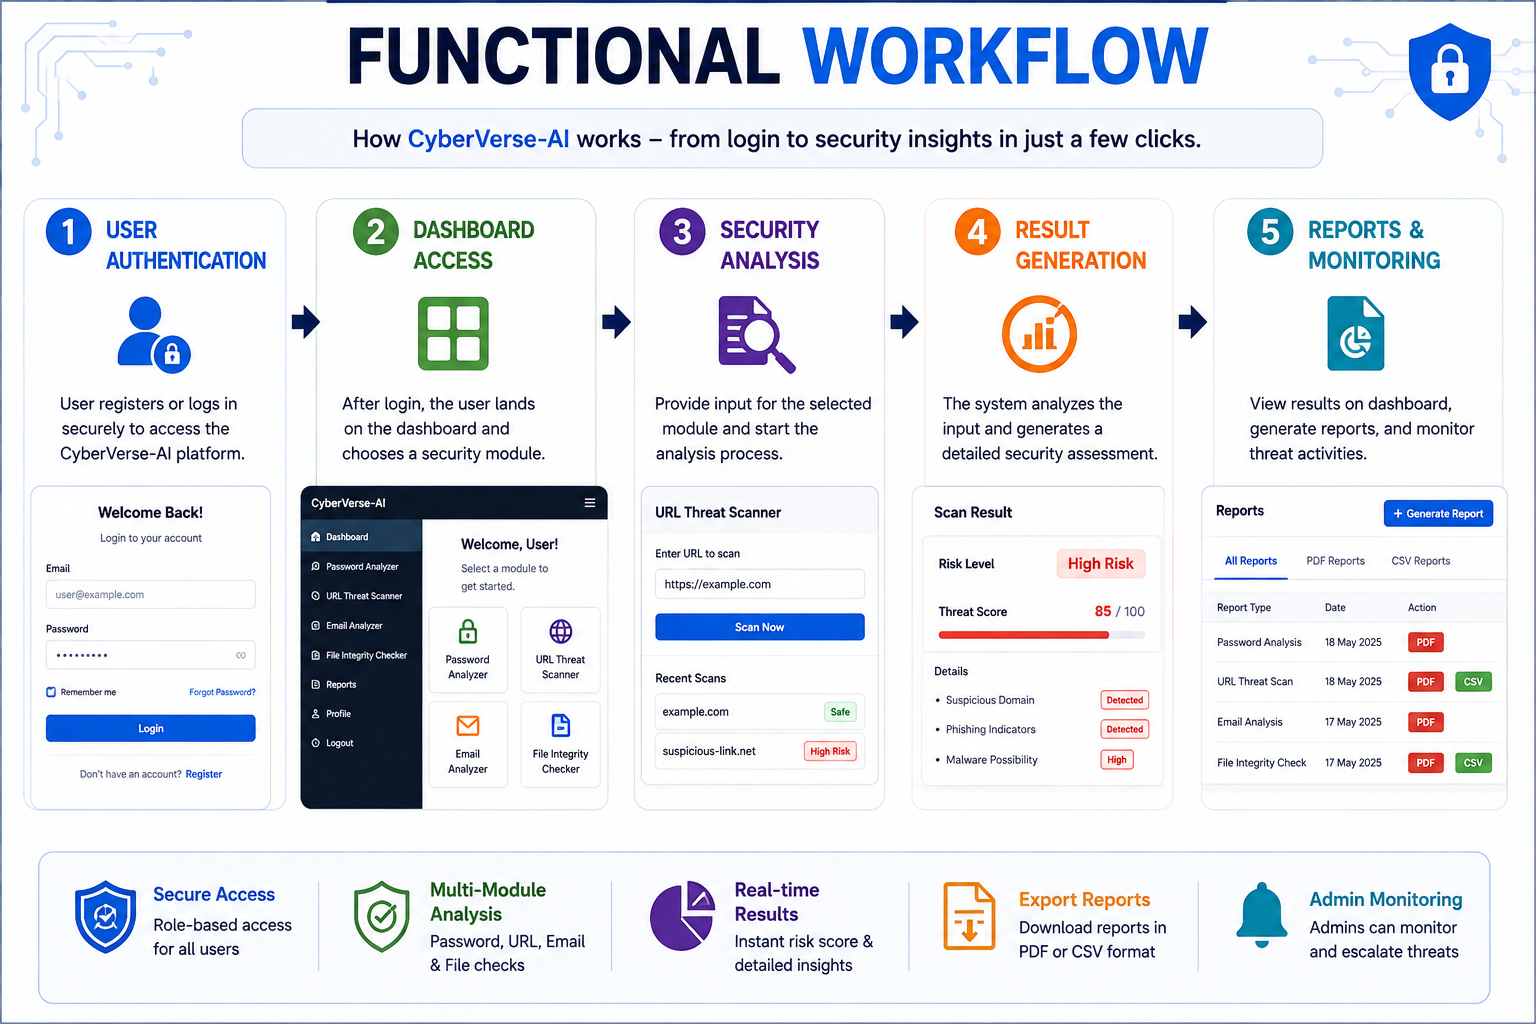 FUNCTIONAL WORKFLOW
How CyberVerse-AI works – from login to security insights in just a few clicks.
1 USER
AUTHENTICATION
User registers or logs in
securely to access the
CyberVerse-AI platform.
Welcome Back!
Login to your account
Email
user@example.com
Password
•••••••••
Remember me
Forgot Password?
Login
Don't have an account? Register
2 DASHBOARD
ACCESS
After login, the user lands
on the dashboard and
chooses a security module.
CyberVerse-AI
Dashboard
Password Analyzer
URL Threat Scanner
Email Analyzer
File Integrity Checker
Reports
Profile
Logout
Welcome, User!
Select a module to
get started.
Password
Analyzer
URL Threat
Scanner
Email
Analyzer
File Integrity
Checker
3 SECURITY
ANALYSIS
Provide input for the selected
module and start the
analysis process.
URL Threat Scanner
Enter URL to scan
https://example.com
Scan Now
Recent Scans
example.com Safe
suspicious-link.net High Risk
4 RESULT
GENERATION
The system analyzes the
input and generates a
detailed security assessment.
Scan Result
Risk Level High Risk
Threat Score 85 / 100
Details
• Suspicious Domain Detected
• Phishing Indicators Detected
• Malware Possibility High
5 REPORTS &
MONITORING
View results on dashboard,
generate reports, and monitor
threat activities.
Reports + Generate Report
All Reports PDF Reports CSV Reports
Report Type Date Action
Password Analysis 18 May 2025 PDF
URL Threat Scan 18 May 2025 PDF CSV
Email Analysis 17 May 2025 PDF
File Integrity Check 17 May 2025 PDF CSV
Secure Access
Role-based access
for all users
Multi-Module
Analysis
Password, URL, Email
& File checks
Real-time
Results
Instant risk score &
detailed insights
Export Reports
Download reports in
PDF or CSV format
Admin Monitoring
Admins can monitor
and escalate threats